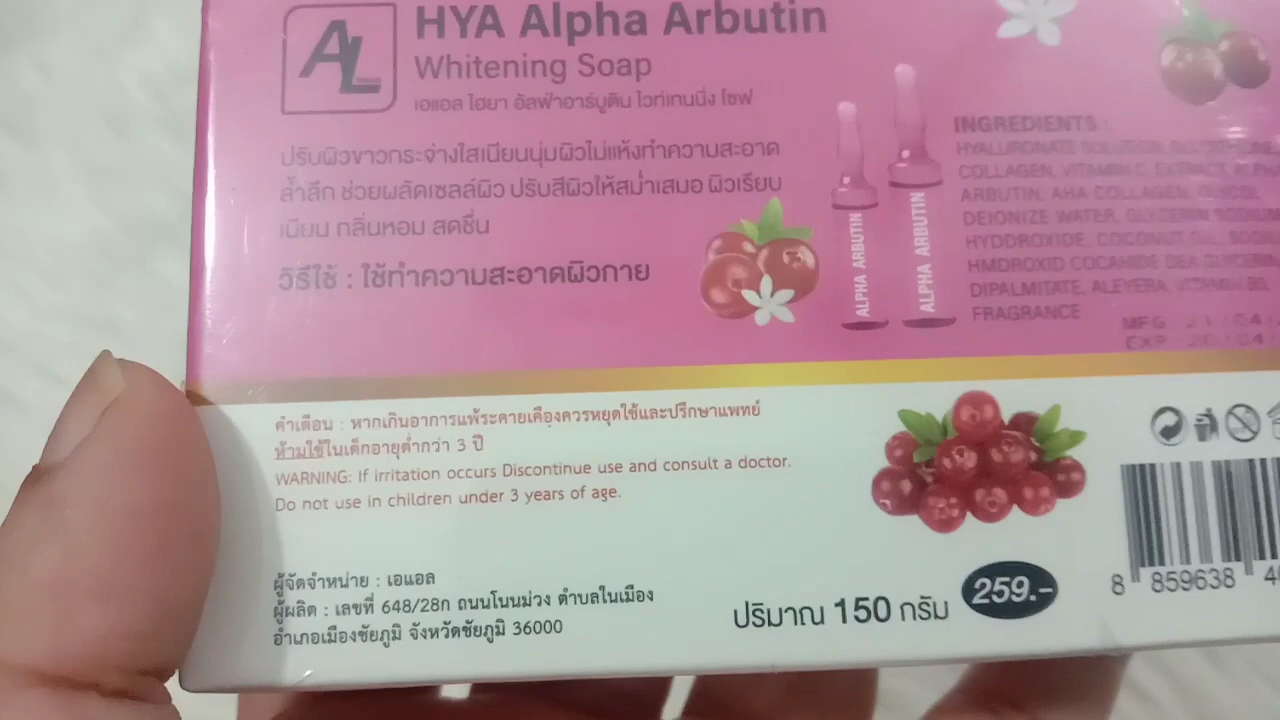 AL
HYA Alpha Arbutin
Whitening Soap
เอแอล ไฮยา อัลฟ่าอาร์บูติน ไวท์เทนนิ่ง โซฟ
ปรับผิวขาวกระจ่างใสเนียนนุ่มผิวไม่แห้งทำความสะอาด
ล้ำลึก ช่วยผลัดเซลล์ผิว ปรับสีผิวให้สม่ำเสมอ ผิวเรียบ
เนียน กลิ่นหอม สดชื่น
วิธีใช้ : ใช้ทำความสะอาดผิวกาย
ALPHA ARBUTIN
ALPHA ARBUTIN
INGREDIENTS :
HYALURONATE SOLUTION,
COLLAGEN, VITAMIN C, EXTRACT
ARBUTIN, AHA COLLAGEN,
DEIONIZE WATER, GLYCERIN SODIUM
HYDDROXIDE, COCONUT OIL,
HMDROXID COCAMIDE DEA
DIPALMITATE, ALEYERA,
FRAGRANCE
MFG 21/04/
EXP 20/04/
คำเตือน : หากเกินอาการแพ้ระคายเคืองควรหยุดใช้และปรึกษาแพทย์
ห้ามใช้ในเด็กอายุต่ำกว่า 3 ปี
WARNING: If irritation occurs Discontinue use and consult a doctor.
Do not use in children under 3 years of age.
ผู้จัดจำหน่าย : เอแอล
ผู้ผลิต : เลขที่ 648/28ก ถนนโนนม่วง ตำบลในเมือง
อำเภอเมืองชัยภูมิ จังหวัดชัยภูมิ 36000
ปริมาณ 150 กรัม
259.-
8 859638